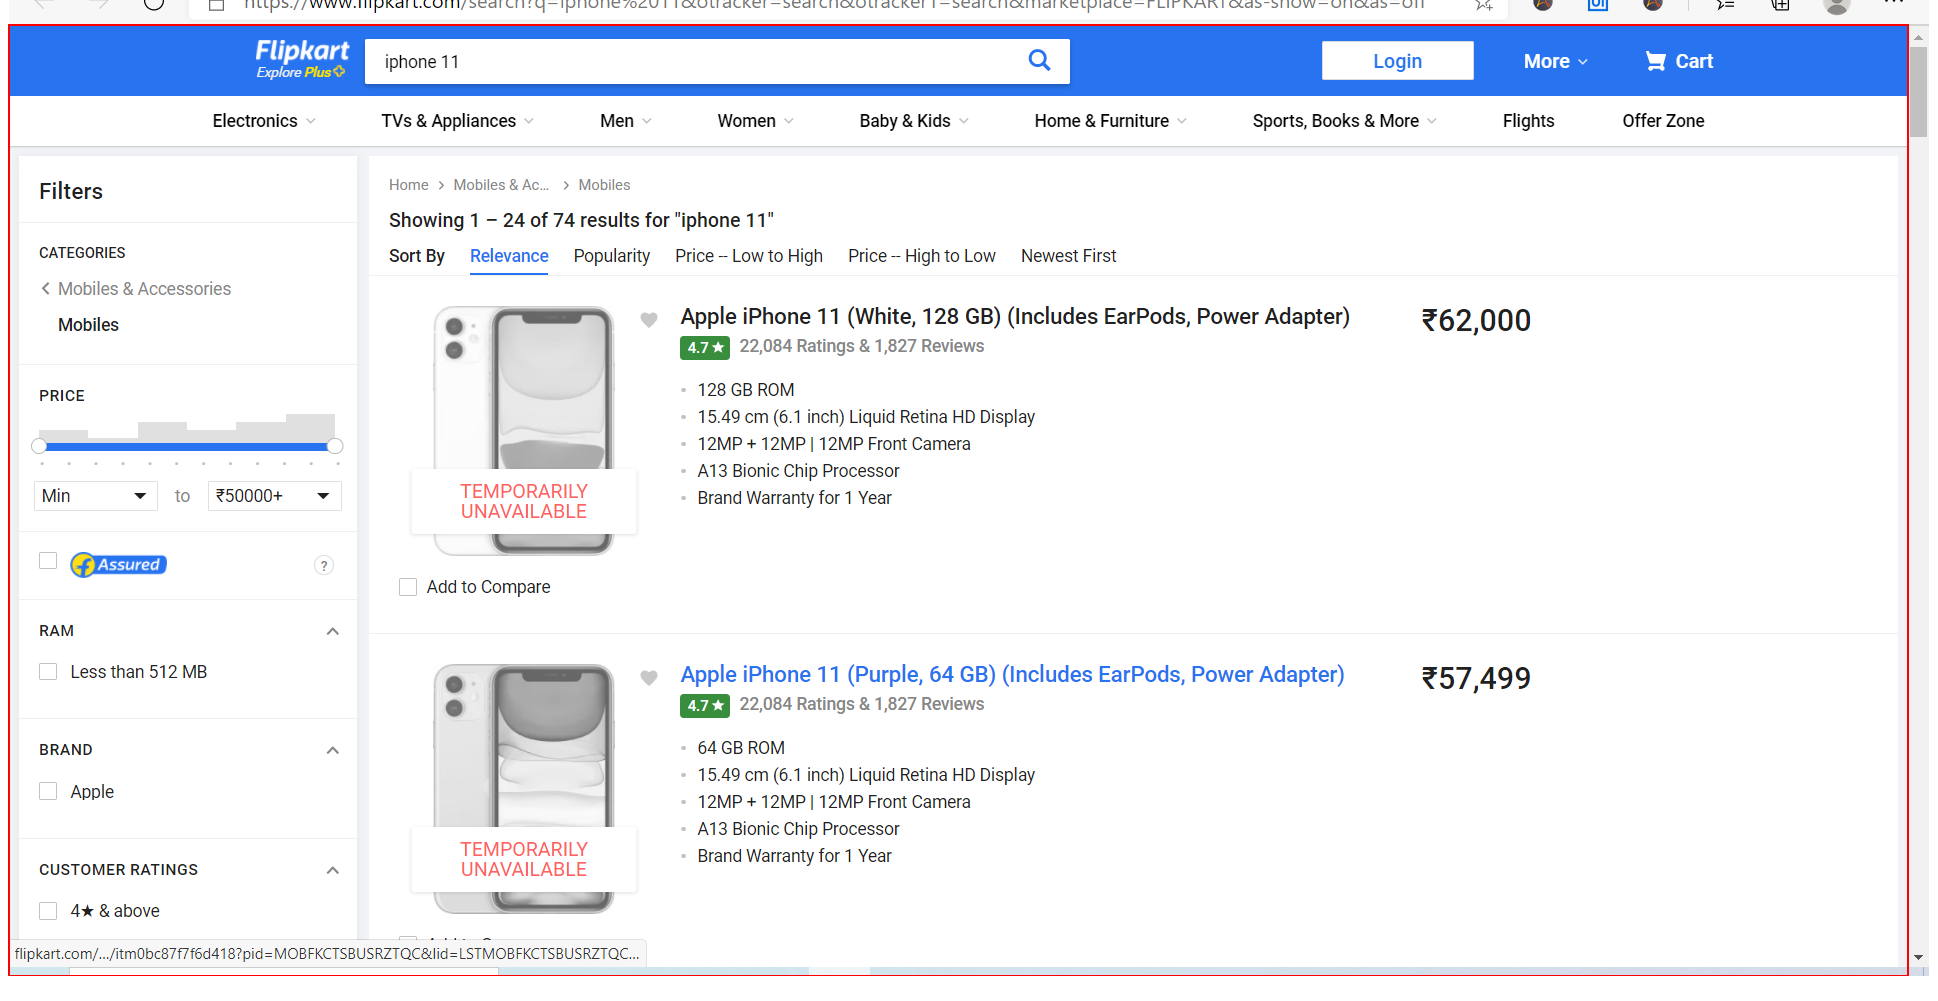 https://www.flipkart.com/search?q=iphone%2011&otracker=search&otracker1=search&marketplace=FLIPKART&as-show=on&as=off
Flipkart
Explore Plus
iphone 11
Login
More
Cart
Electronics
TVs & Appliances
Men
Women
Baby & Kids
Home & Furniture
Sports, Books & More
Flights
Offer Zone
Filters
CATEGORIES
Mobiles & Accessories
Mobiles
PRICE
Min
to
₹50000+
Assured
?
RAM
Less than 512 MB
BRAND
Apple
CUSTOMER RATINGS
4★ & above
Home > Mobiles & Ac... > Mobiles
Showing 1 – 24 of 74 results for "iphone 11"
Sort By
Relevance
Popularity
Price -- Low to High
Price -- High to Low
Newest First
TEMPORARILY
UNAVAILABLE
Add to Compare
Apple iPhone 11 (White, 128 GB) (Includes EarPods, Power Adapter)
4.7★ 22,084 Ratings & 1,827 Reviews
128 GB ROM
15.49 cm (6.1 inch) Liquid Retina HD Display
12MP + 12MP | 12MP Front Camera
A13 Bionic Chip Processor
Brand Warranty for 1 Year
₹62,000
TEMPORARILY
UNAVAILABLE
Apple iPhone 11 (Purple, 64 GB) (Includes EarPods, Power Adapter)
4.7★ 22,084 Ratings & 1,827 Reviews
64 GB ROM
15.49 cm (6.1 inch) Liquid Retina HD Display
12MP + 12MP | 12MP Front Camera
A13 Bionic Chip Processor
Brand Warranty for 1 Year
₹57,499
flipkart.com/.../itm0bc87f7f6d418?pid=MOBFKCTSBUSRZTQC&lid=LSTMOBFKCTSBUSRZTQC...